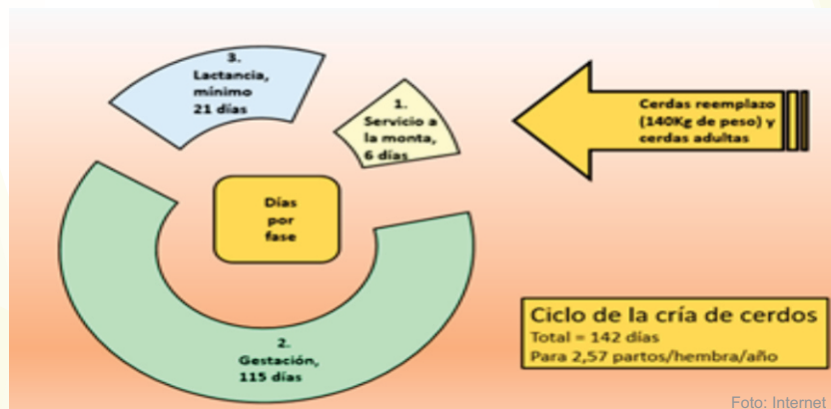 3.
Lactancia,
mínimo
21 días
1.
Servicio a
la monta,
6 días
Cerdas reemplazo
(140Kg de peso) y
cerdas adultas
Días
por
fase
2.
Gestación,
115 días
Ciclo de la cría de cerdos
Total = 142 días
Para 2,57 partos/hembra/año
Foto: Internet